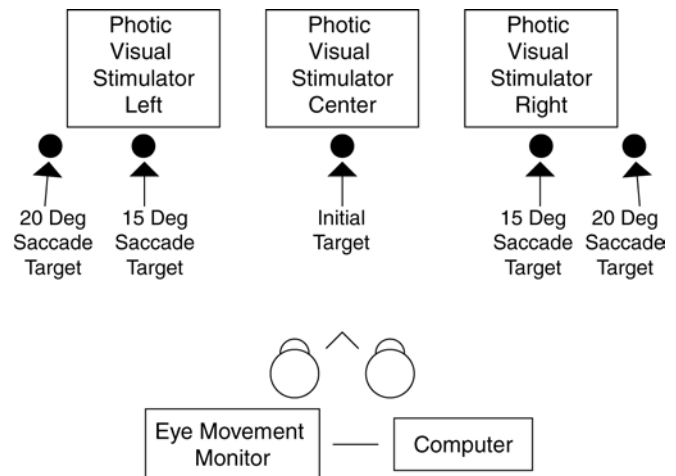 Photic
Visual
Stimulator
Left
Photic
Visual
Stimulator
Center
Photic
Visual
Stimulator
Right
20 Deg
Saccade
Target
15 Deg
Saccade
Target
Initial
Target
15 Deg
Saccade
Target
20 Deg
Saccade
Target
Eye Movement
Monitor
Computer